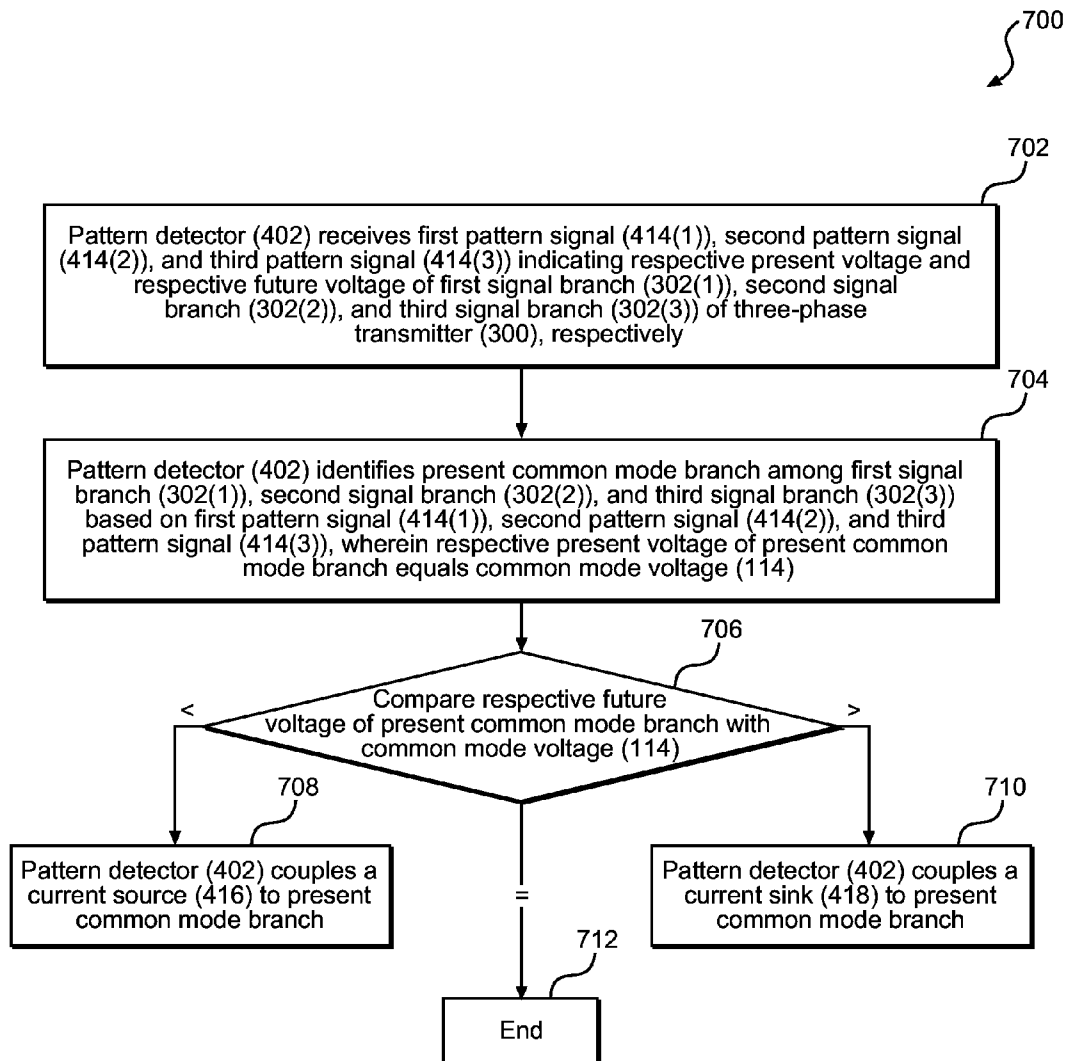 700
702
Pattern detector (402) receives first pattern signal (414(1)), second pattern signal
(414(2)), and third pattern signal (414(3)) indicating respective present voltage and
respective future voltage of first signal branch (302(1)), second signal
branch (302(2)), and third signal branch (302(3)) of three-phase
transmitter (300), respectively
704
Pattern detector (402) identifies present common mode branch among first signal
branch (302(1)), second signal branch (302(2)), and third signal branch (302(3))
based on first pattern signal (414(1)), second pattern signal (414(2)), and third
pattern signal (414(3)), wherein respective present voltage of present common
mode branch equals common mode voltage (114)
706
Compare respective future
voltage of present common mode branch with
common mode voltage (114)
<
>
=
708
Pattern detector (402) couples a
current source (416) to present
common mode branch
710
Pattern detector (402) couples a
current sink (418) to present
common mode branch
712
End